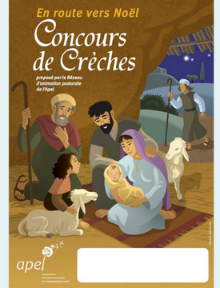 En route vers Noël
Concours
de Crèches
proposé par le Réseau
d'animation pastorale
de l'Apel
apel